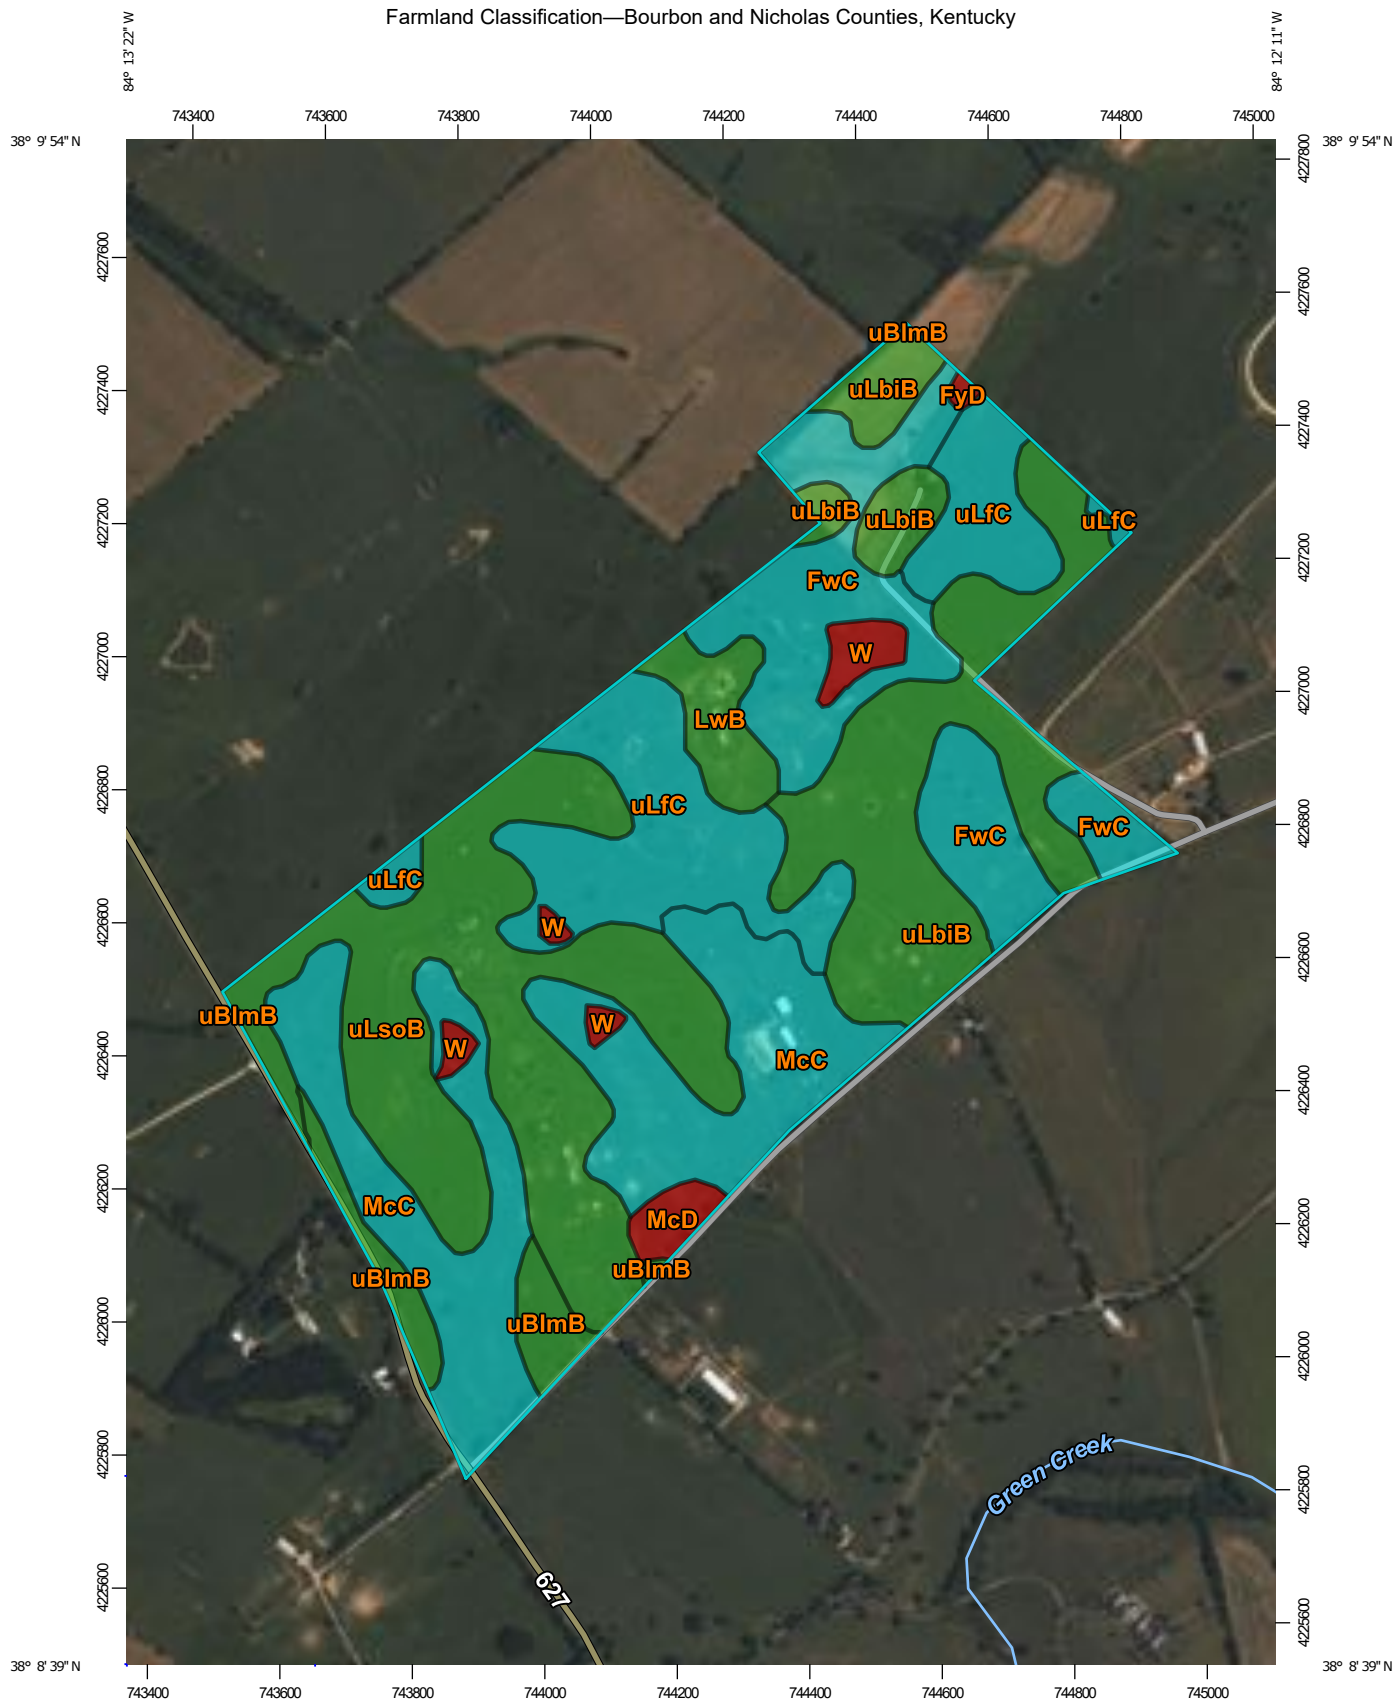 Farmland Classification—Bourbon and Nicholas Counties, Kentucky
84° 13' 22" W
84° 12' 11" W
743400 743600 743800 744000 744200 744400 744600 744800 745000
38° 9' 54" N
38° 9' 54" N
4227800
4227600
4227600
4227400
4227400
4227200
4227200
4227000
4227000
4226800
4226800
4226600
4226600
4226400
4226400
4226200
4226200
4226000
4226000
4225800
4225800
4225600
4225600
uBlmB
uLbiB
FyD
uLbiB
uLbiB
uLfC
uLfC
FwC
W
LwB
uLfC
FwC
FwC
uLfC
W
uLbiB
uBlmB
uLsoB
W
W
McC
McC
McD
uBlmB
uBlmB
uBlmB
Green Creek
627
38° 8' 39" N
38° 8' 39" N
743400 743600 743800 744000 744200 744400 744600 744800 745000